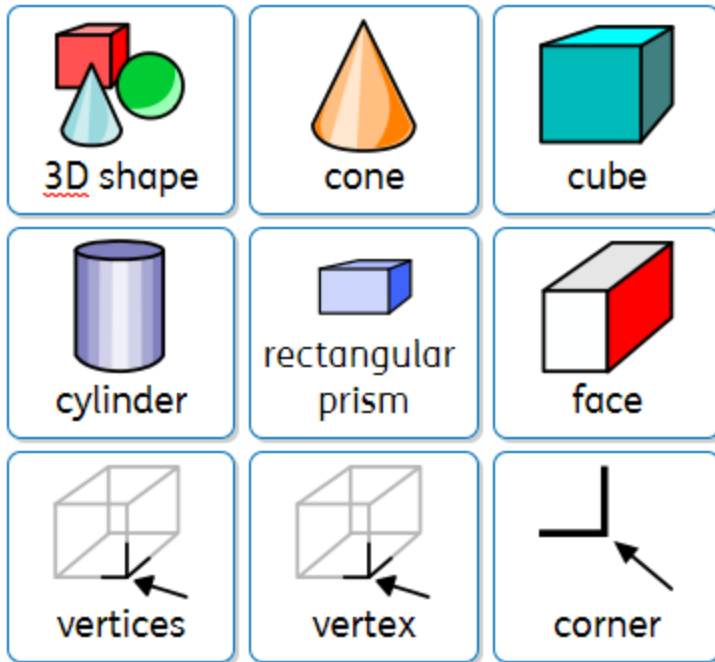 3D shape
cone
cube
cylinder
rectangular
prism
face
vertices
vertex
corner